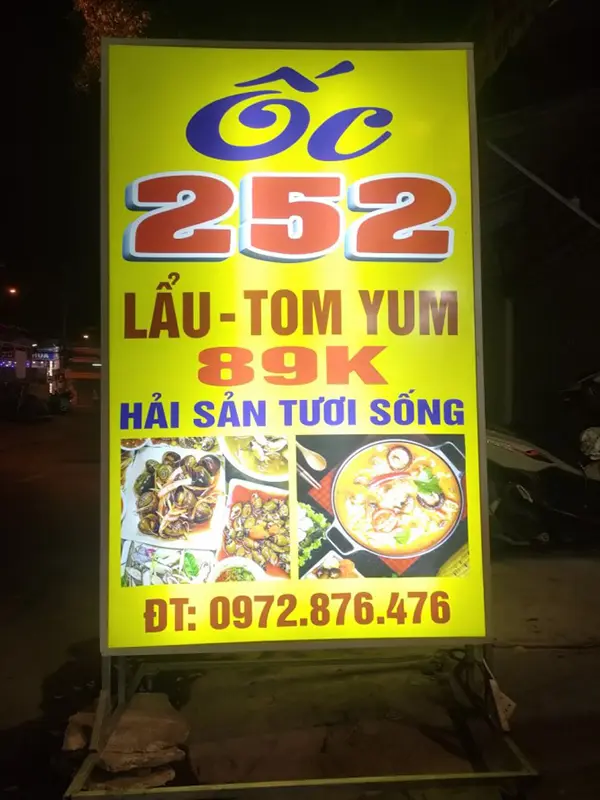 Ốc
252
LẨU - TOM YUM
89K
HẢI SẢN TƯƠI SỐNG
ĐT: 0972.876.476